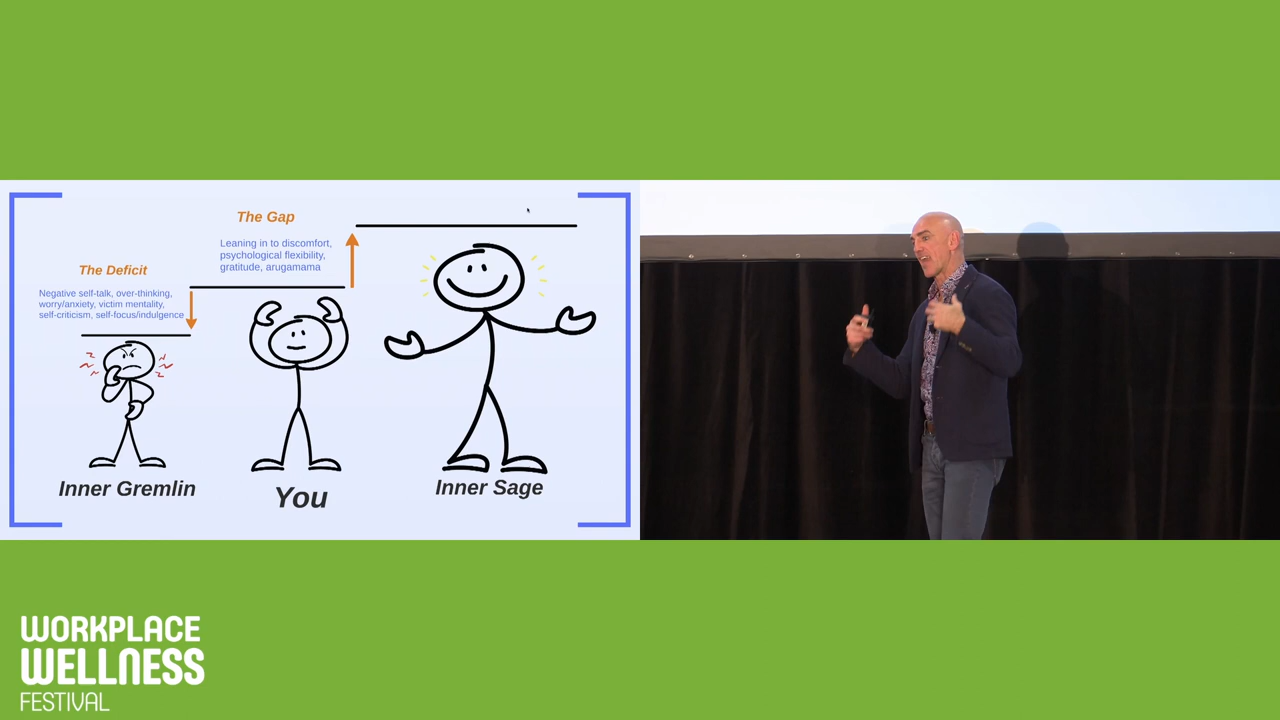 The Gap
Leaning in to discomfort,
psychological flexibility,
gratitude, arugamama
The Deficit
Negative self-talk, over-thinking,
worry/anxiety, victim mentality,
self-criticism, self-focus/indulgence
Inner Gremlin
You
Inner Sage
WORKPLACE
WELLNESS
FESTIVAL